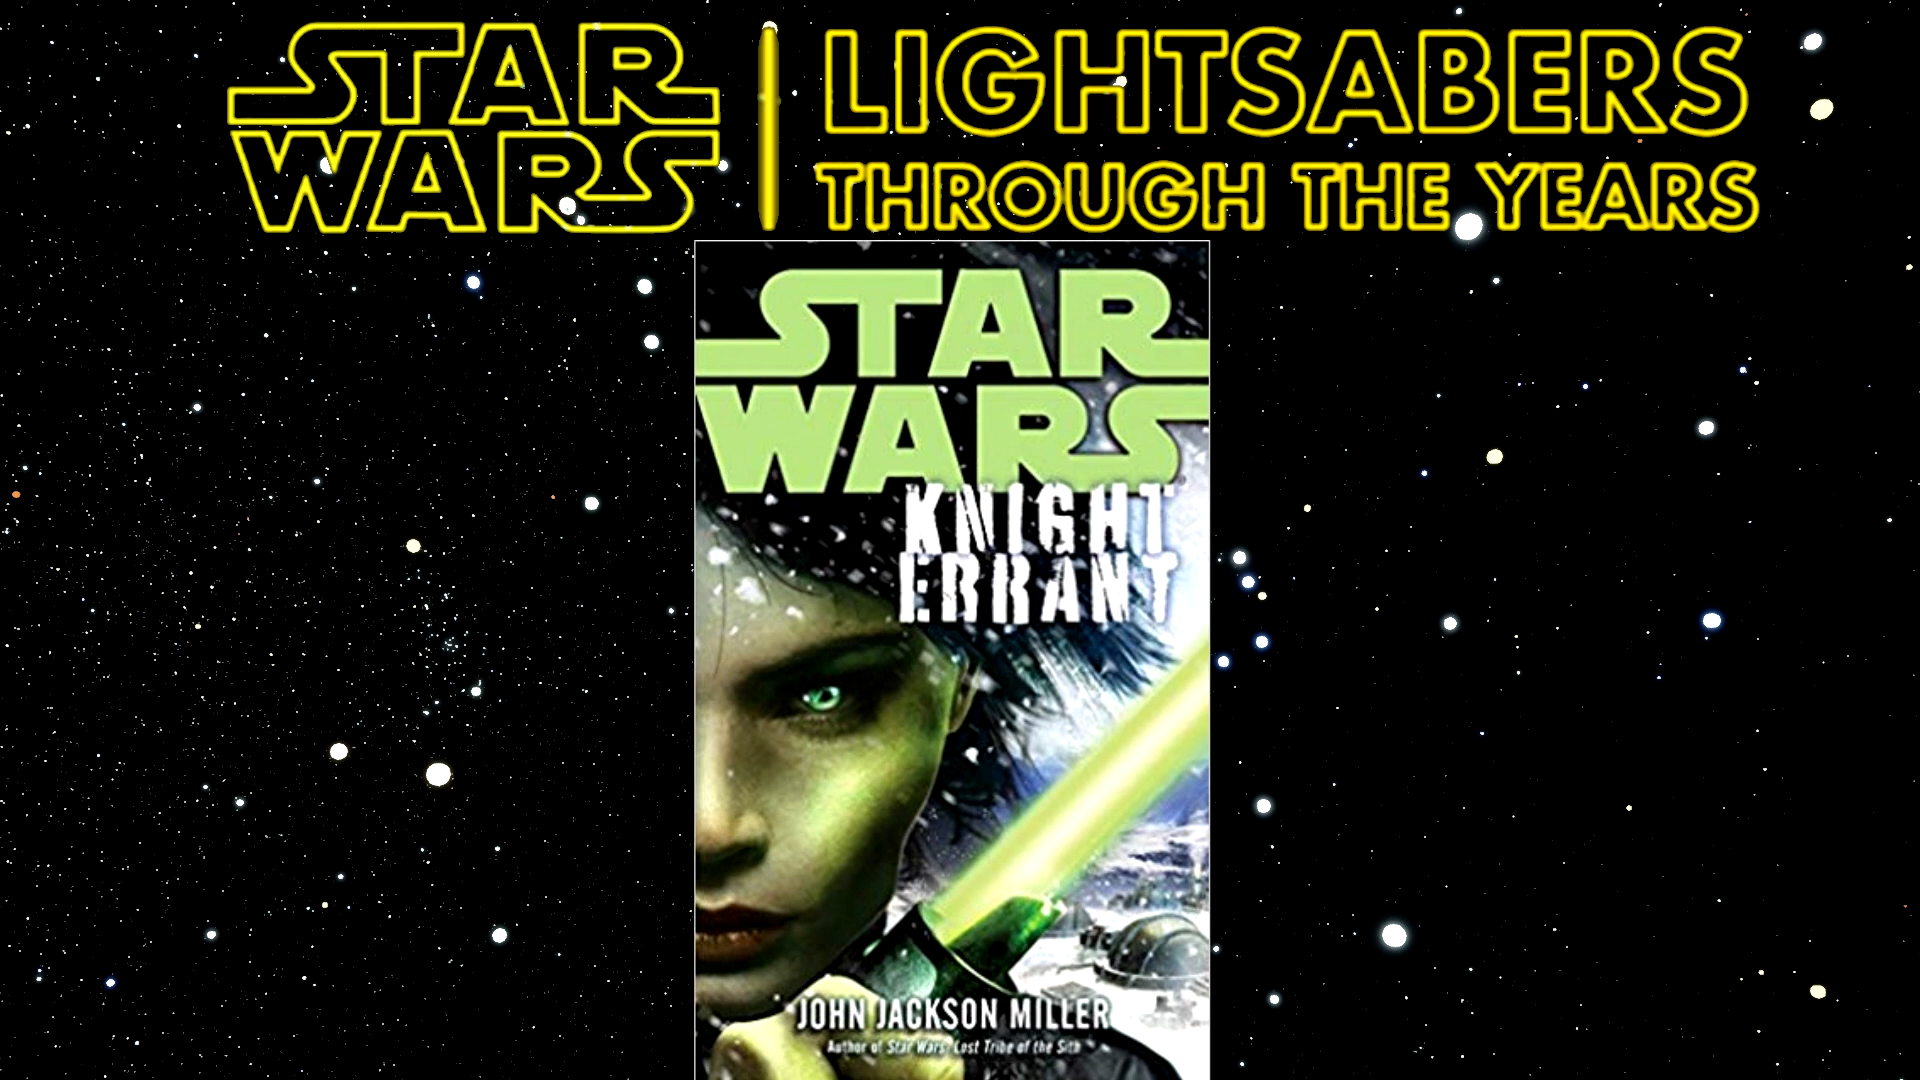 STAR
WARS
LIGHTSABERS
THROUGH THE YEARS
STAR
WARS
KNIGHT
ERRANT
JOHN JACKSON MILLER
Author of Star Wars: Lost Tribe of the Sith